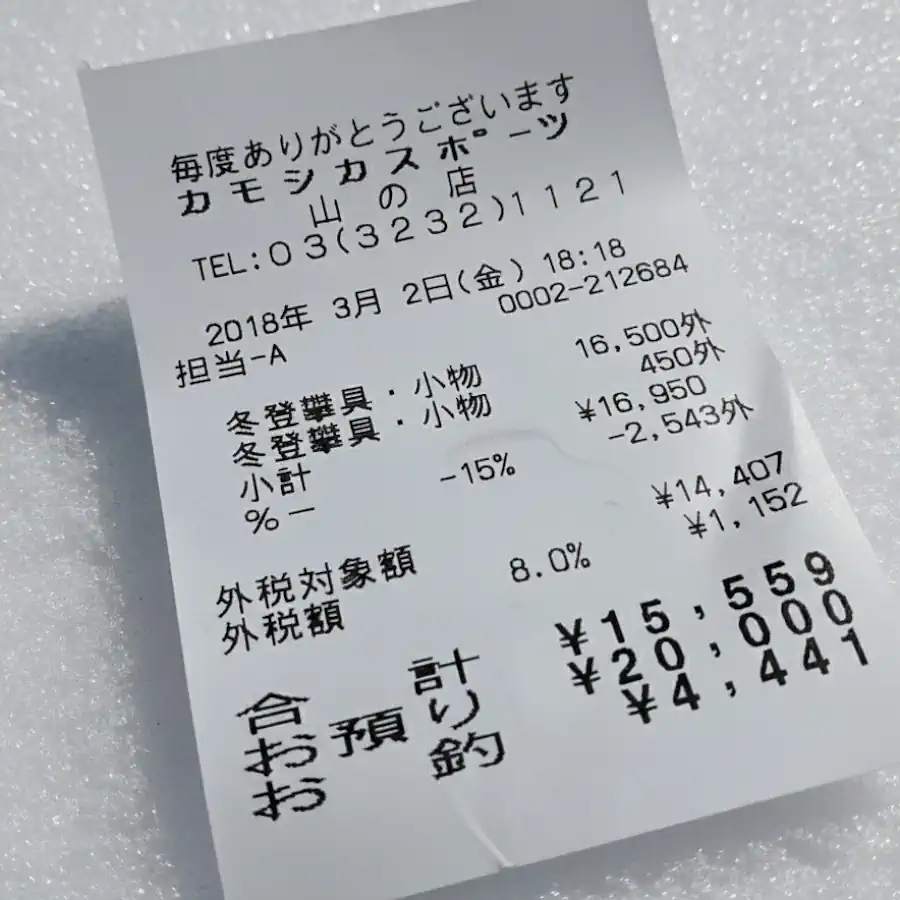 毎度ありがとうございます
カモシカスポーツ
山の店
TEL:03(3232)1121
2018年 3月 2日(金) 18:18
担当-A 0002-212684
冬登攀具・小物 16,500外
冬登攀具・小物 450外
小計 ¥16,950
%ー -15% -2,543外
外税対象額 ¥14,407
外税額 8.0% ¥1,152
合計 ¥15,559
お預り ¥20,000
お釣 ¥4,441